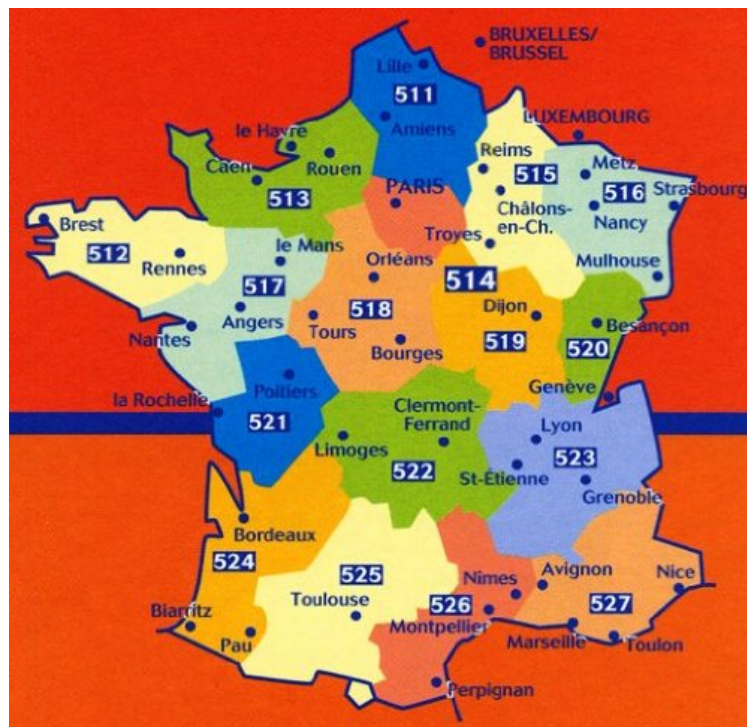 BRUXELLES/
BRUSSEL
Lille
511
Amiens
LUXEMBOURG
le Havre
Rouen
Caen
513
Reims
515
Metz
516
Strasbourg
PARIS
Châlons-
en-Ch.
Nancy
Brest
512
Rennes
le Mans
Troyes
Mulhouse
517
Orléans
514
Angers
518
Dijon
Nantes
Tours
519
Besançon
Bourges
520
Poitiers
Genève
la Rochelle
521
Clermont-
Ferrand
Lyon
Limoges
522
523
St-Étienne
Grenoble
Bordeaux
524
525
Nîmes
Avignon
Nice
Biarritz
Toulouse
526
527
Pau
Montpellier
Marseille
Toulon
Perpignan